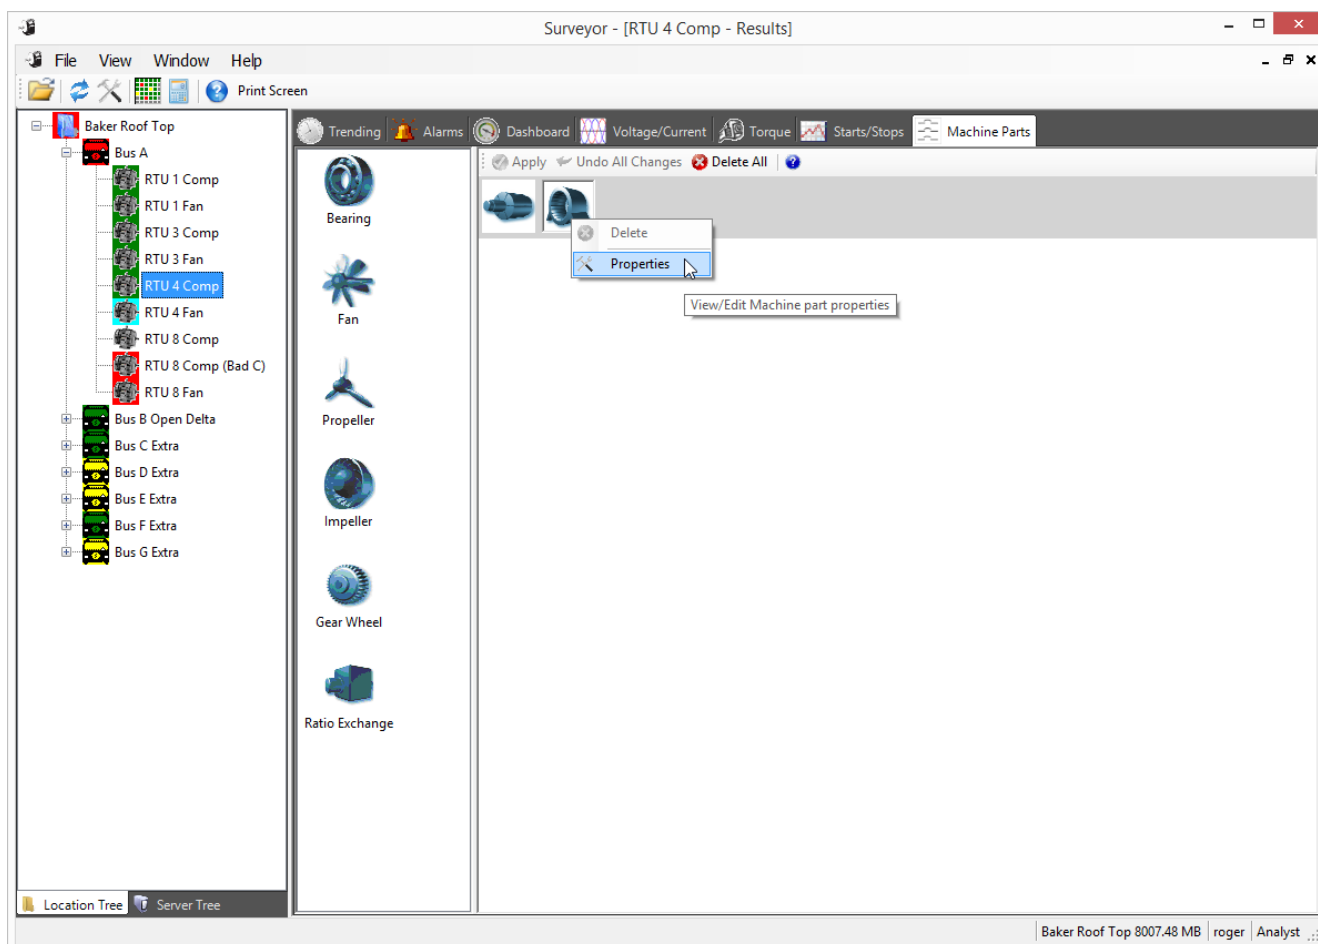 Surveyor - [RTU 4 Comp - Results]
File View Window Help
Print Screen
Baker Roof Top
Bus A
RTU 1 Comp
RTU 1 Fan
RTU 3 Comp
RTU 3 Fan
RTU 4 Comp
RTU 4 Fan
RTU 8 Comp
RTU 8 Comp (Bad C)
RTU 8 Fan
Bus B Open Delta
Bus C Extra
Bus D Extra
Bus E Extra
Bus F Extra
Bus G Extra
Location Tree Server Tree
Trending Alarms Dashboard Voltage/Current Torque Starts/Stops Machine Parts
Bearing
Fan
Propeller
Impeller
Gear Wheel
Ratio Exchange
Apply Undo All Changes Delete All
Delete
Properties
View/Edit Machine part properties
Baker Roof Top 8007.48 MB roger Analyst